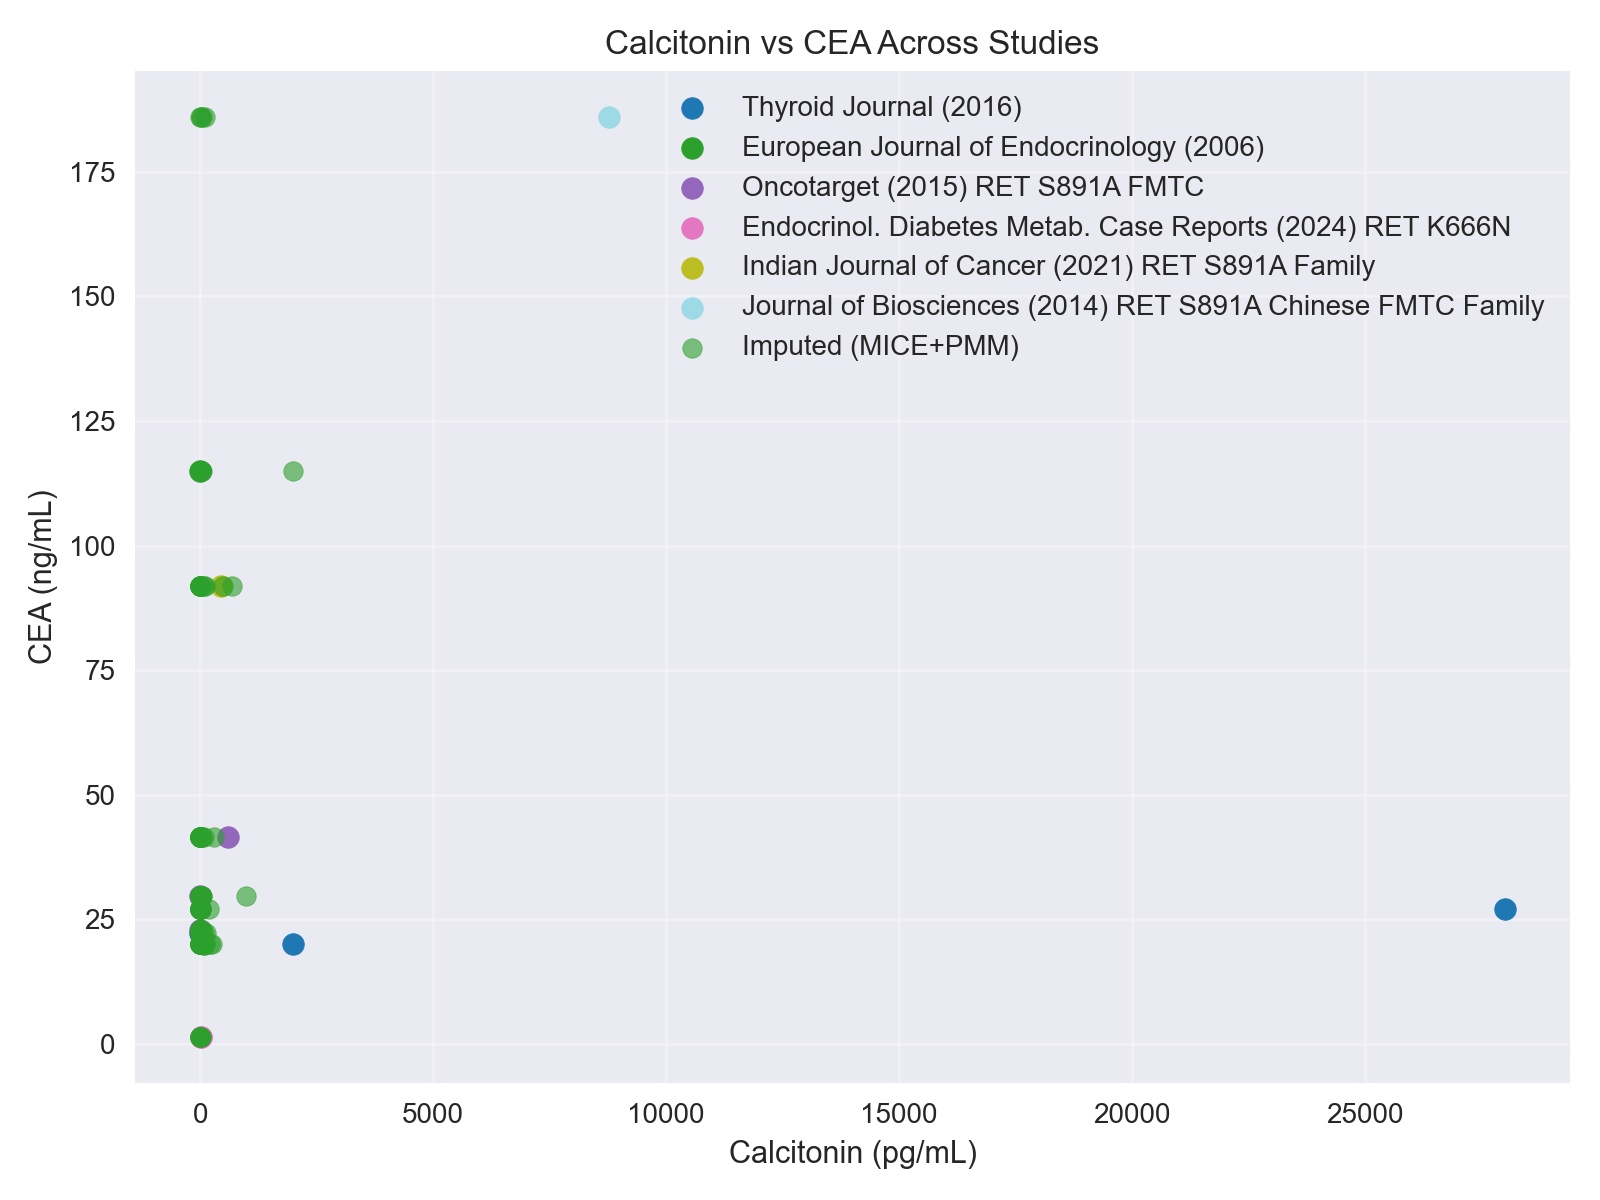 Calcitonin vs CEA Across Studies
Thyroid Journal (2016)
European Journal of Endocrinology (2006)
Oncotarget (2015) RET S891A FMTC
Endocrinol. Diabetes Metab. Case Reports (2024) RET K666N
Indian Journal of Cancer (2021) RET S891A Family
Journal of Biosciences (2014) RET S891A Chinese FMTC Family
Imputed (MICE+PMM)
CEA (ng/mL)
175
150
125
100
75
50
25
0
0 5000 10000 15000 20000 25000
Calcitonin (pg/mL)